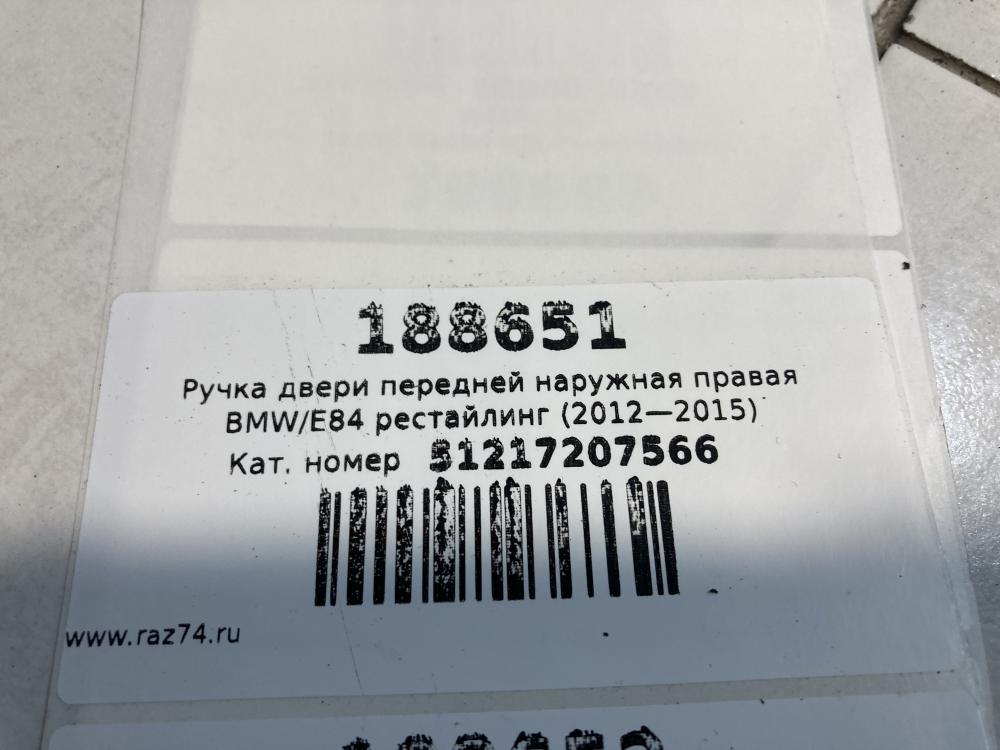 188651
Ручка двери передней наружная правая
BMW/E84 рестайлинг (2012—2015)
Кат. номер 51217207566
www.raz74.ru